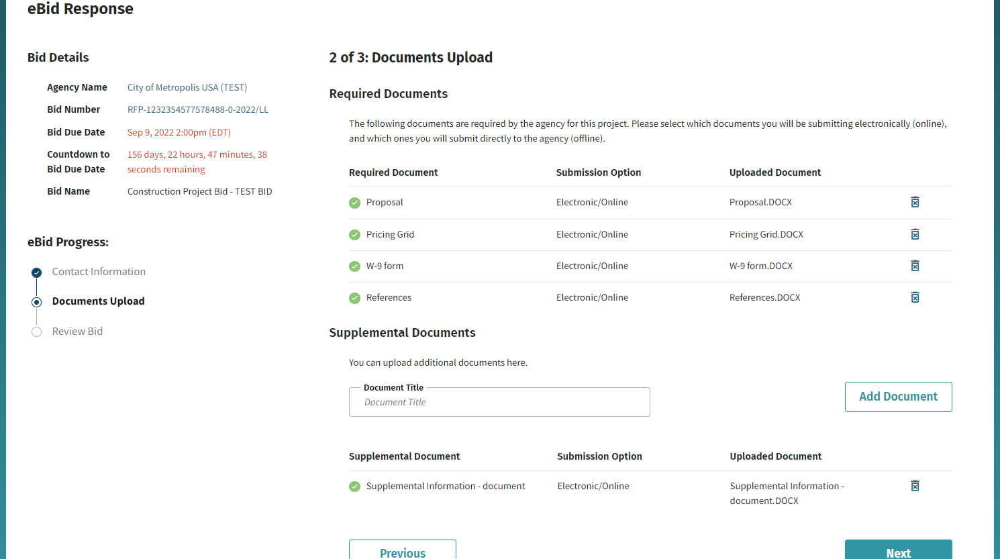 eBid Response
Bid Details
Agency Name City of Metropolis USA (TEST)
Bid Number RFP-1232354577578488-0-2022/LL
Bid Due Date Sep 9, 2022 2:00pm (EDT)
Countdown to 156 days, 22 hours, 47 minutes, 38
Bid Due Date seconds remaining
Bid Name Construction Project Bid - TEST BID
eBid Progress:
Contact Information
Documents Upload
Review Bid
2 of 3: Documents Upload
Required Documents
The following documents are required by the agency for this project. Please select which documents you will be submitting electronically (online),
and which ones you will submit directly to the agency (offline).
Required Document Submission Option Uploaded Document
Proposal Electronic/Online Proposal.DOCX
Pricing Grid Electronic/Online Pricing Grid.DOCX
W-9 form Electronic/Online W-9 form.DOCX
References Electronic/Online References.DOCX
Supplemental Documents
You can upload additional documents here.
Document Title
Document Title
Add Document
Supplemental Document Submission Option Uploaded Document
Supplemental Information - document Electronic/Online Supplemental Information -
document.DOCX
Previous Next